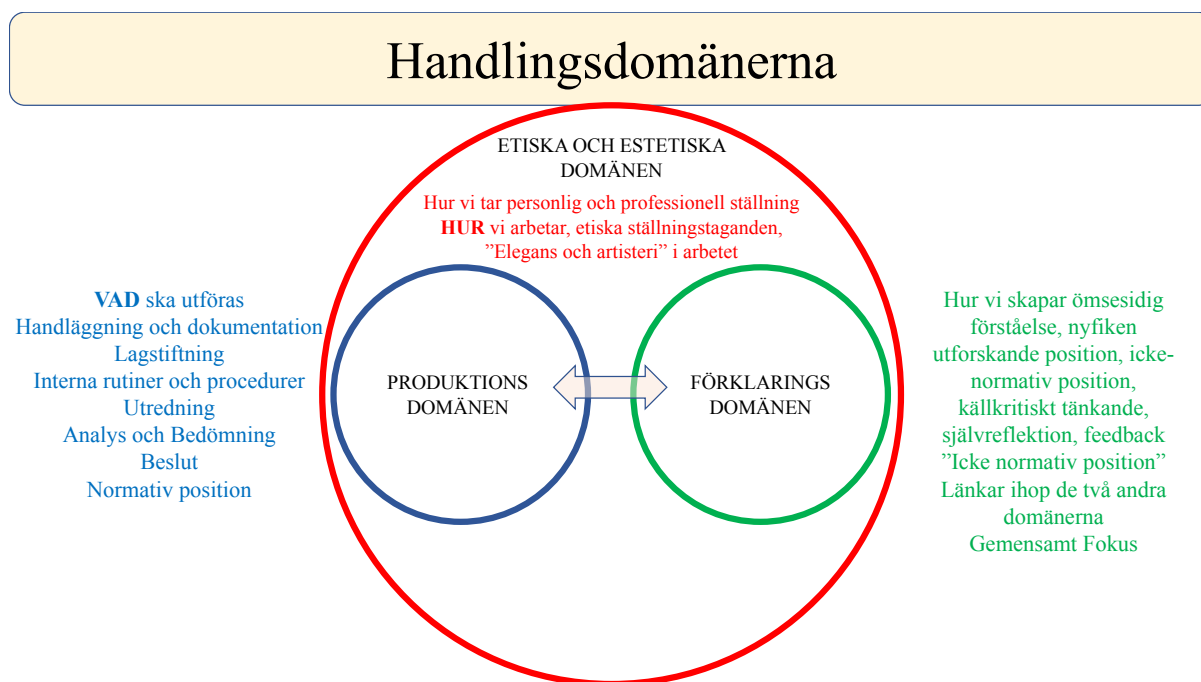 Handlingsdomänerna
ETISKA OCH ESTETISKA
DOMÄNEN
Hur vi tar personlig och professionell ställning
HUR vi arbetar, etiska ställningstaganden,
”Elegans och artisteri” i arbetet
VAD ska utföras
Handläggning och dokumentation
Lagstiftning
Interna rutiner och procedurer
Utredning
Analys och Bedömning
Beslut
Normativ position
PRODUKTIONS
DOMÄNEN
FÖRKLARINGS
DOMÄNEN
Hur vi skapar ömsesidig
förståelse, nyfiken
utforskande position, icke-
normativ position,
källkritiskt tänkande,
självreflektion, feedback
”Icke normativ position”
Länkar ihop de två andra
domänerna
Gemensamt Fokus